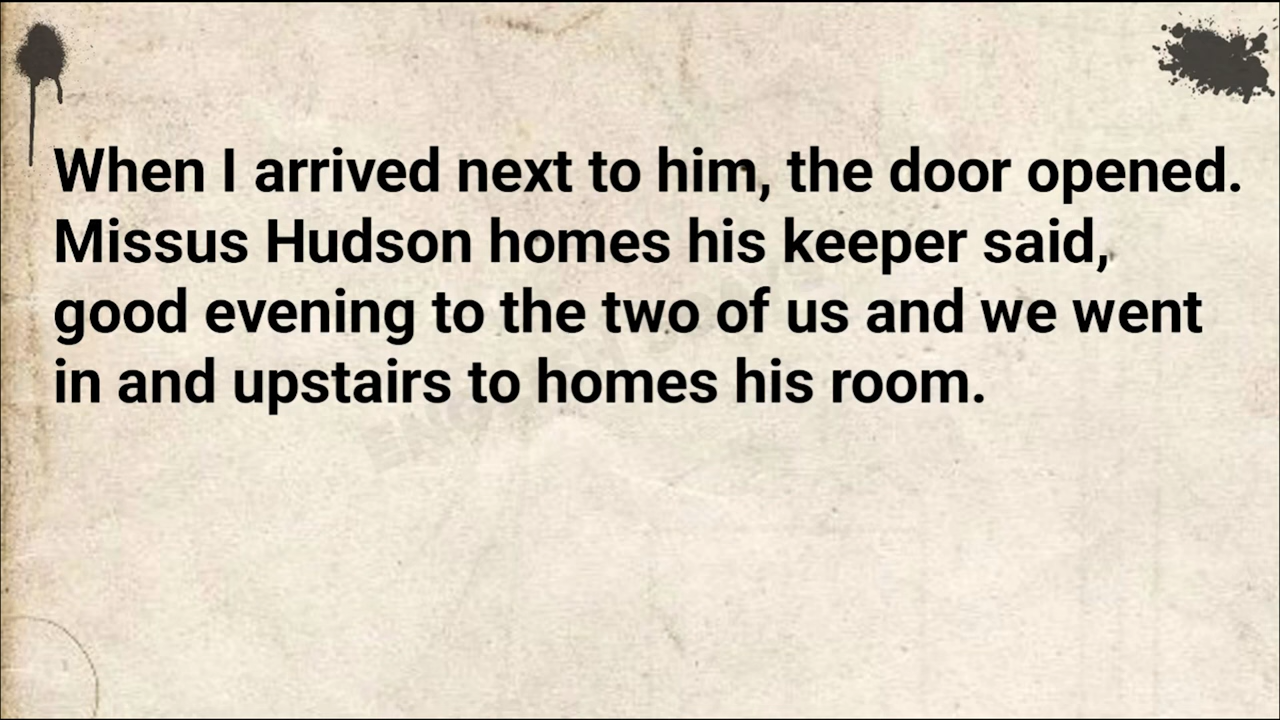 When I arrived next to him, the door opened.
Missus Hudson homes his keeper said,
good evening to the two of us and we went
in and upstairs to homes his room.